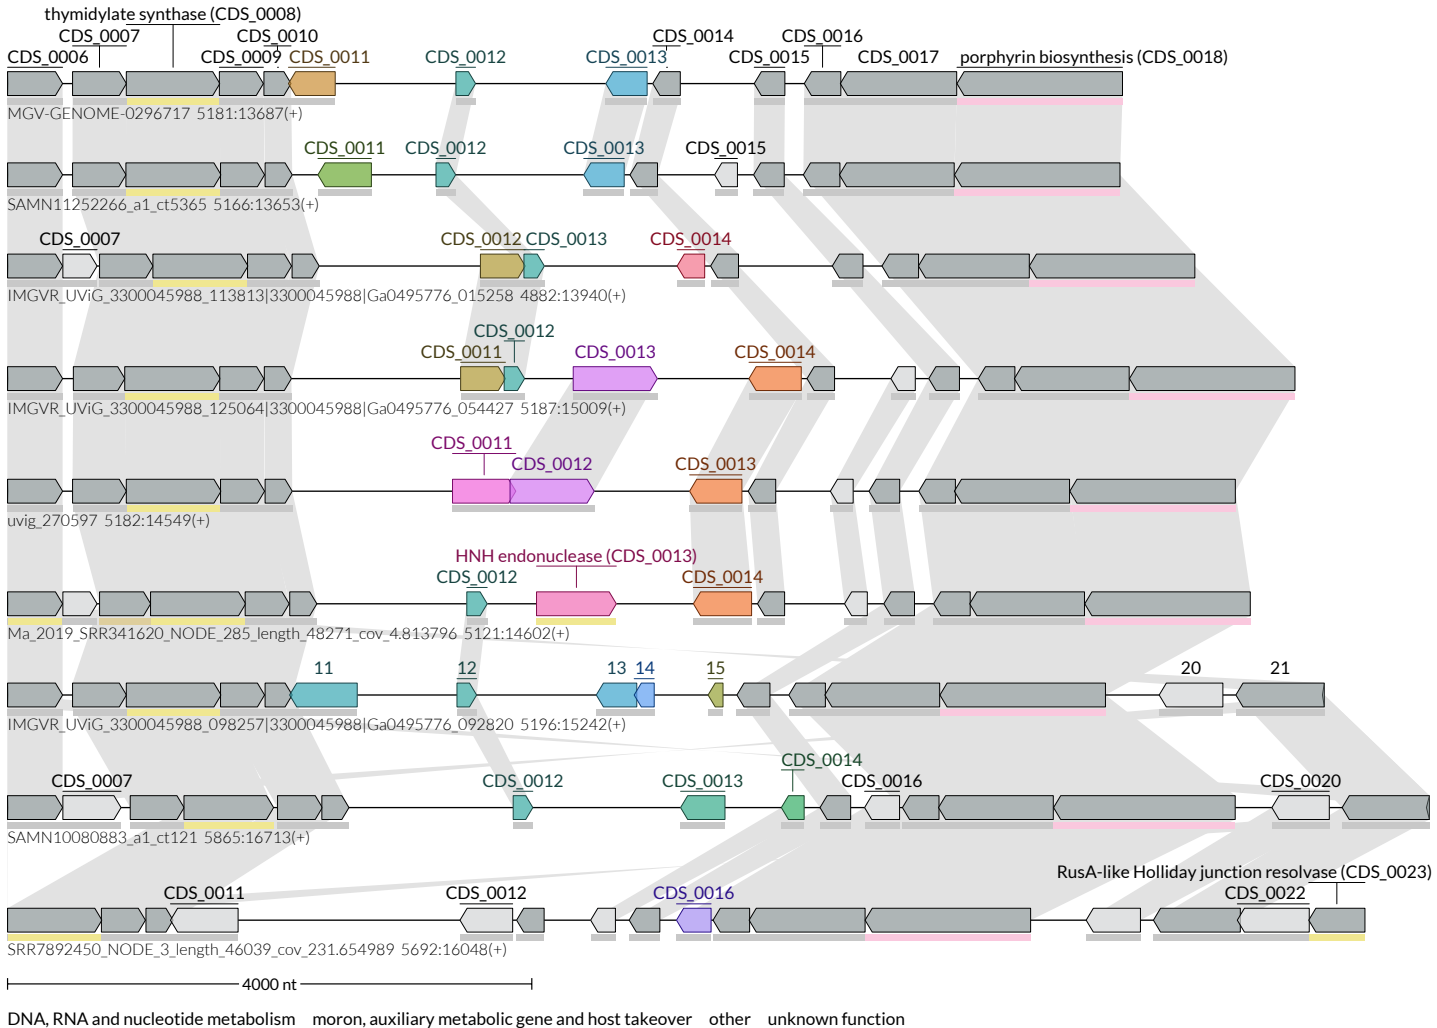 thymidylate synthase (CDS_0008)
CDS_0007 CDS_0010 CDS_0014 CDS_0016
CDS_0006 CDS_0009 CDS_0011 CDS_0012 CDS_0013 CDS_0015 CDS_0017 porphyrin biosynthesis (CDS_0018)
MGV-GENOME-0296717 5181:13687(+)
CDS_0011 CDS_0012 CDS_0013 CDS_0015
SAMN11252266_a1_ct5365 5166:13653(+)
CDS_0007 CDS_0012 CDS_0013 CDS_0014
IMGVR_UViG_3300045988_113813|3300045988|Ga0495776_015258 4882:13940(+)
CDS_0012
CDS_0011 CDS_0013 CDS_0014
IMGVR_UViG_3300045988_125064|3300045988|Ga0495776_054427 5187:15009(+)
CDS_0011
CDS_0012 CDS_0013
uvig_270597 5182:14549(+)
HNH endonuclease (CDS_0013)
CDS_0012 CDS_0014
Ma_2019_SRR341620_NODE_285_length_48271_cov_4.813796 5121:14602(+)
11 12 13 14 15 20 21
IMGVR_UViG_3300045988_098257|3300045988|Ga0495776_092820 5196:15242(+)
CDS_0014
CDS_0007 CDS_0012 CDS_0013 CDS_0016 CDS_0020
SAMN10080883_a1_ct121 5865:16713(+)
RusA-like Holliday junction resolvase (CDS_0023)
CDS_0011 CDS_0012 CDS_0016 CDS_0022
SRR7892450_NODE_3_length_46039_cov_231.654989 5692:16048(+)
4000 nt
DNA, RNA and nucleotide metabolism moron, auxiliary metabolic gene and host takeover other unknown function